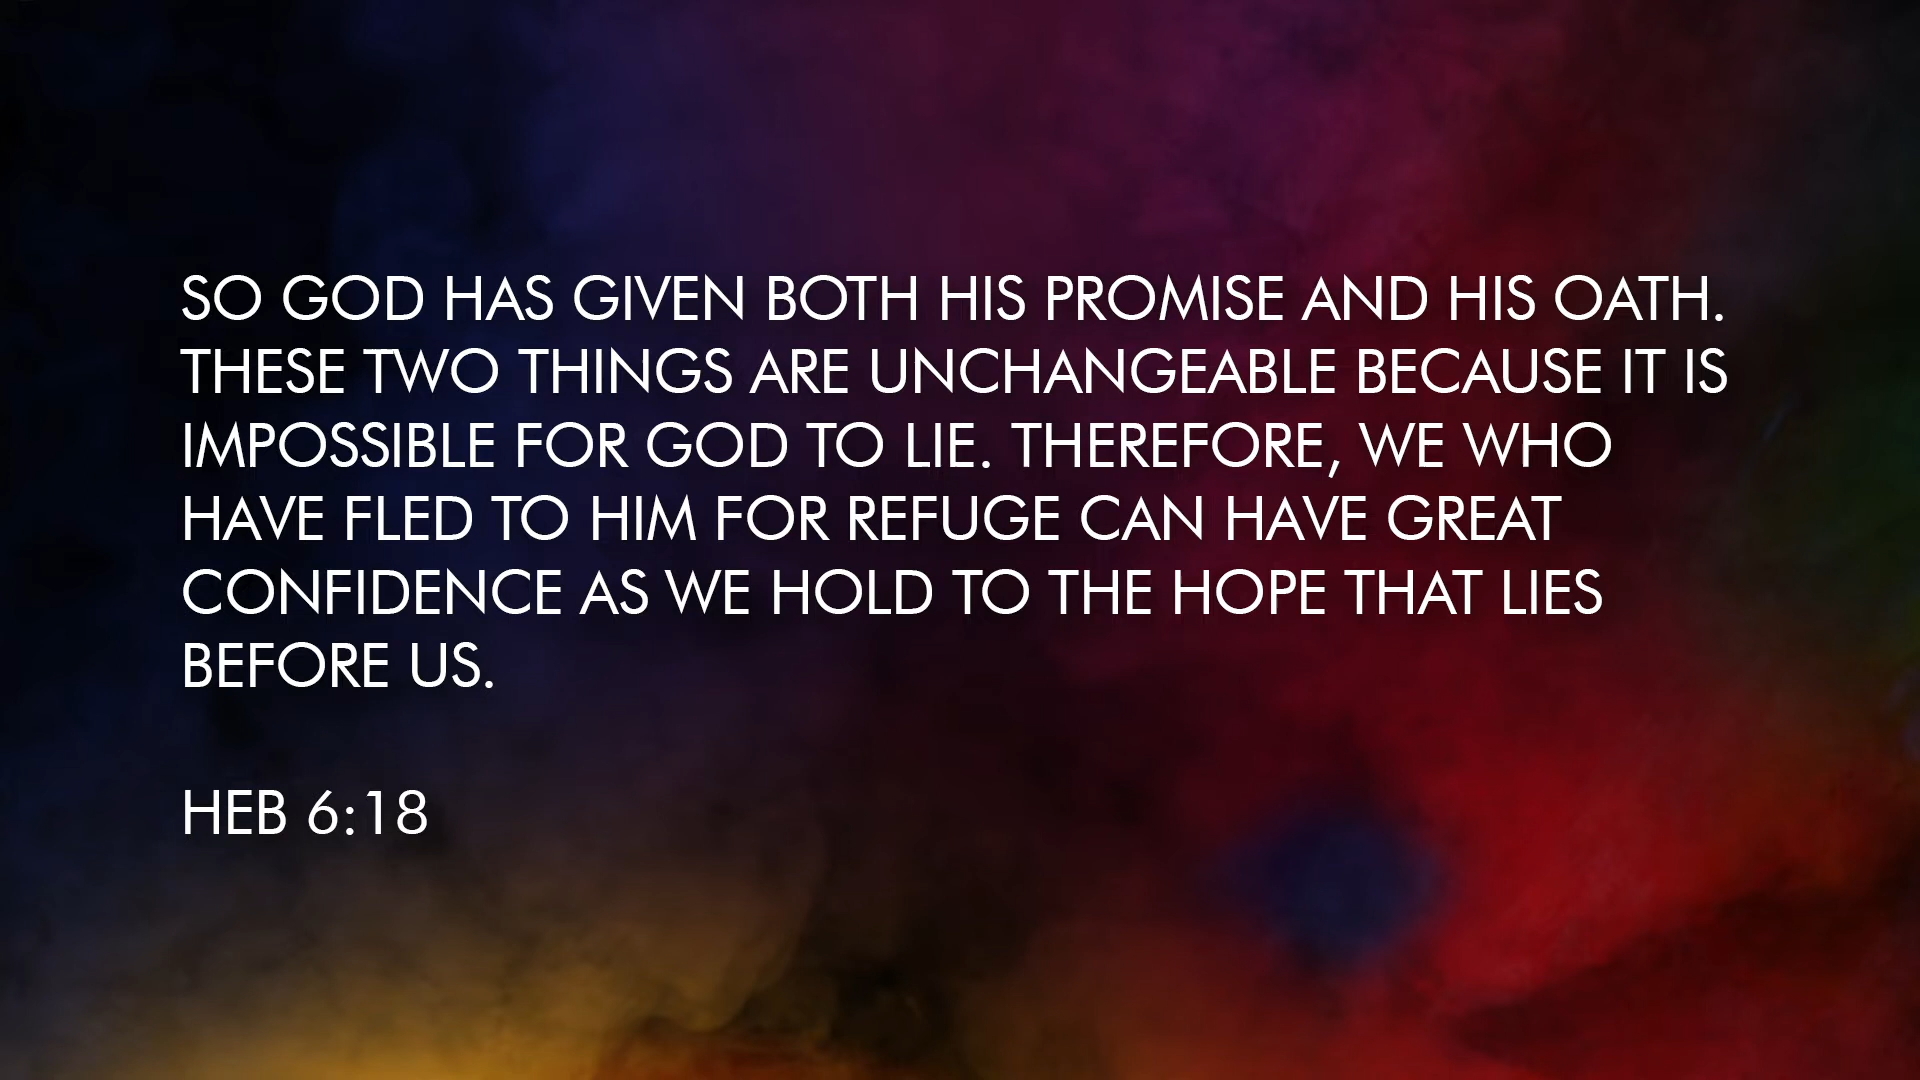 SO GOD HAS GIVEN BOTH HIS PROMISE AND HIS OATH.
THESE TWO THINGS ARE UNCHANGEABLE BECAUSE IT IS
IMPOSSIBLE FOR GOD TO LIE. THEREFORE, WE WHO
HAVE FLED TO HIM FOR REFUGE CAN HAVE GREAT
CONFIDENCE AS WE HOLD TO THE HOPE THAT LIES
BEFORE US.
HEB 6:18